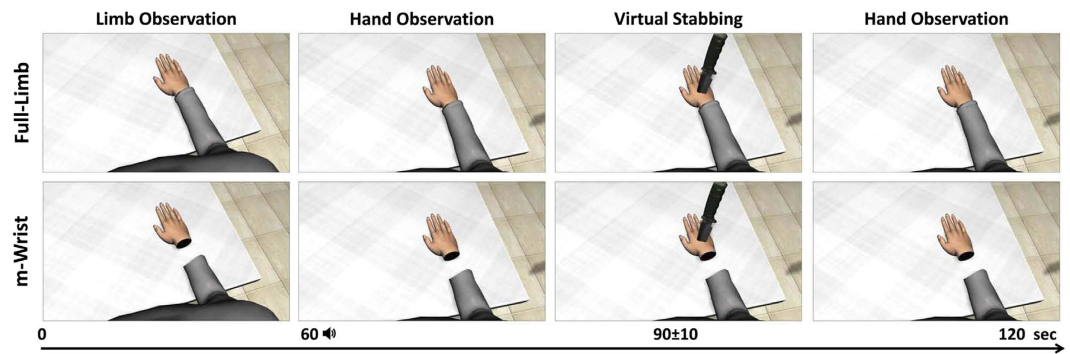 Limb Observation
Hand Observation
Virtual Stabbing
Hand Observation
Full-Limb
m-Wrist
0
60
90±10
120 sec